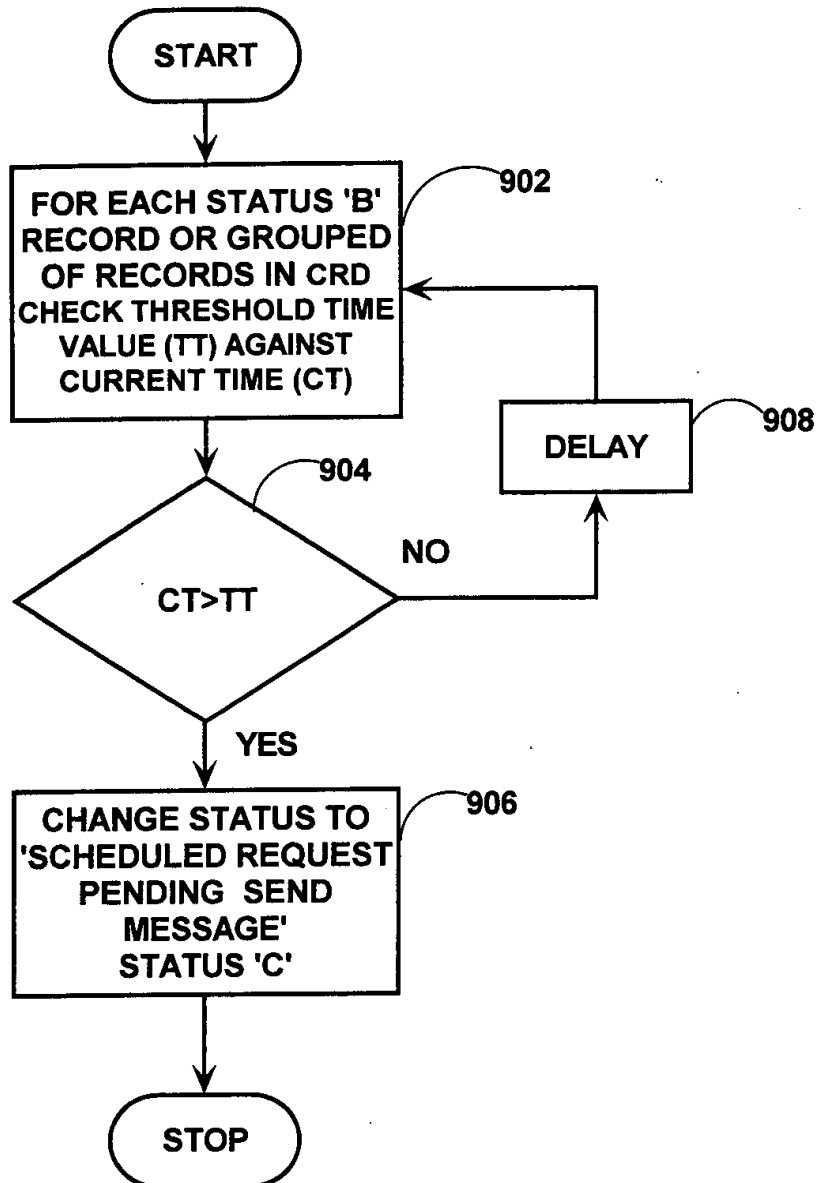 START
FOR EACH STATUS 'B'
RECORD OR GROUPED
OF RECORDS IN CRD
CHECK THRESHOLD TIME
VALUE (TT) AGAINST
CURRENT TIME (CT)
902
DELAY
908
904
CT>TT
NO
YES
CHANGE STATUS TO
'SCHEDULED REQUEST
PENDING SEND
MESSAGE'
STATUS 'C'
906
STOP